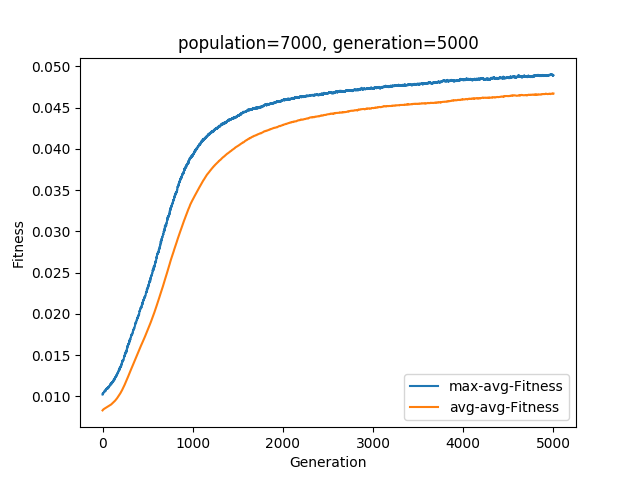 population=7000, generation=5000
0.050
0.045
0.040
0.035
0.030
0.025
0.020
0.015
0.010
Fitness
max-avg-Fitness
avg-avg-Fitness
0 1000 2000 3000 4000 5000
Generation